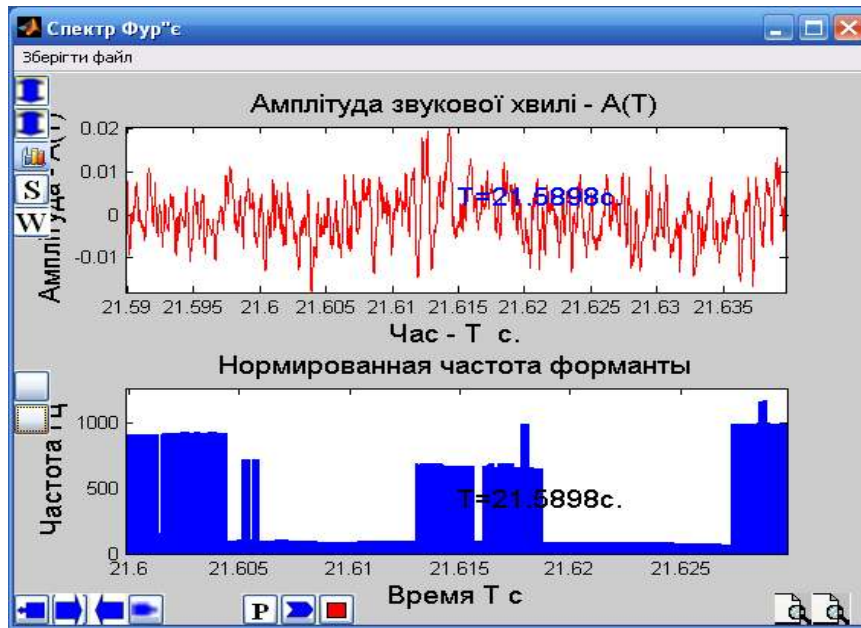 Спектр Фур"є
Зберігти файл
Амплітуда звукової хвилі - А(Т)
Амплітуда - А(Т)
S
W
0.02
0.01
0
-0.01
T=21.5898с.
21.59 21.595 21.6 21.605 21.61 21.615 21.62 21.625 21.63 21.635
Час - Т с.
Нормированная частота форманты
Частота Гц
1000
500
0
T=21.5898с.
21.6 21.605 21.61 21.615 21.62 21.625
Время Т с
P